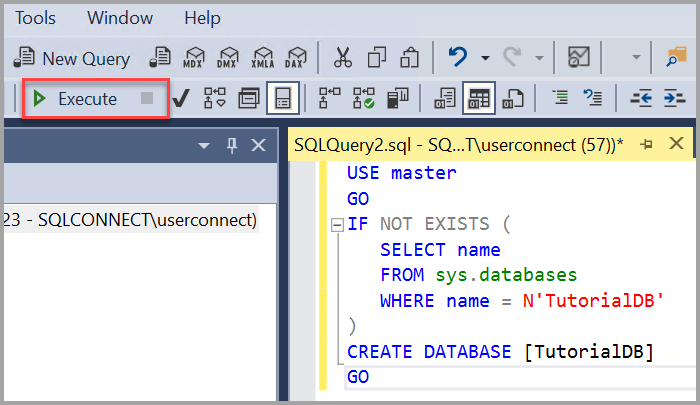 Tools Window Help
New Query MDX DMX XMLA DAX
Execute
SQLQuery2.sql - SQ...T\userconnect (57))*
23 - SQLCONNECT\userconnect)
USE master
GO
IF NOT EXISTS (
SELECT name
FROM sys.databases
WHERE name = N'TutorialDB'
)
CREATE DATABASE [TutorialDB]
GO